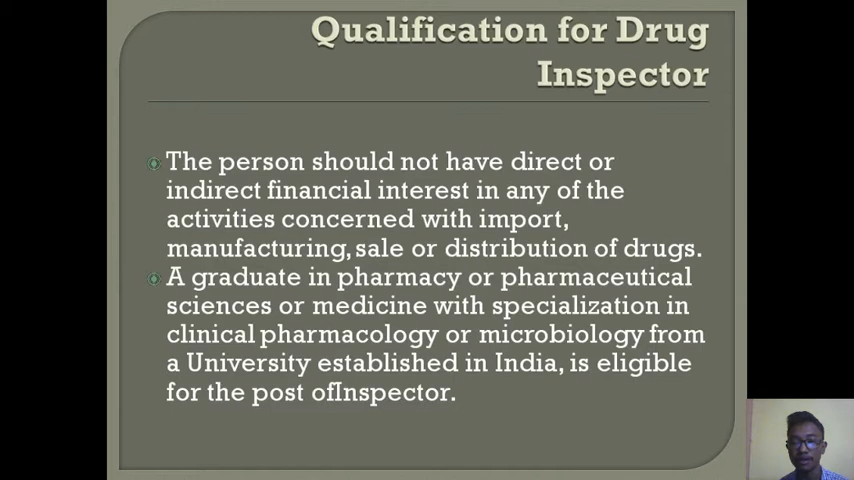 Qualification for Drug
Inspector
The person should not have direct or
indirect financial interest in any of the
activities concerned with import,
manufacturing, sale or distribution of drugs.
A graduate in pharmacy or pharmaceutical
sciences or medicine with specialization in
clinical pharmacology or microbiology from
a University established in India, is eligible
for the post ofInspector.